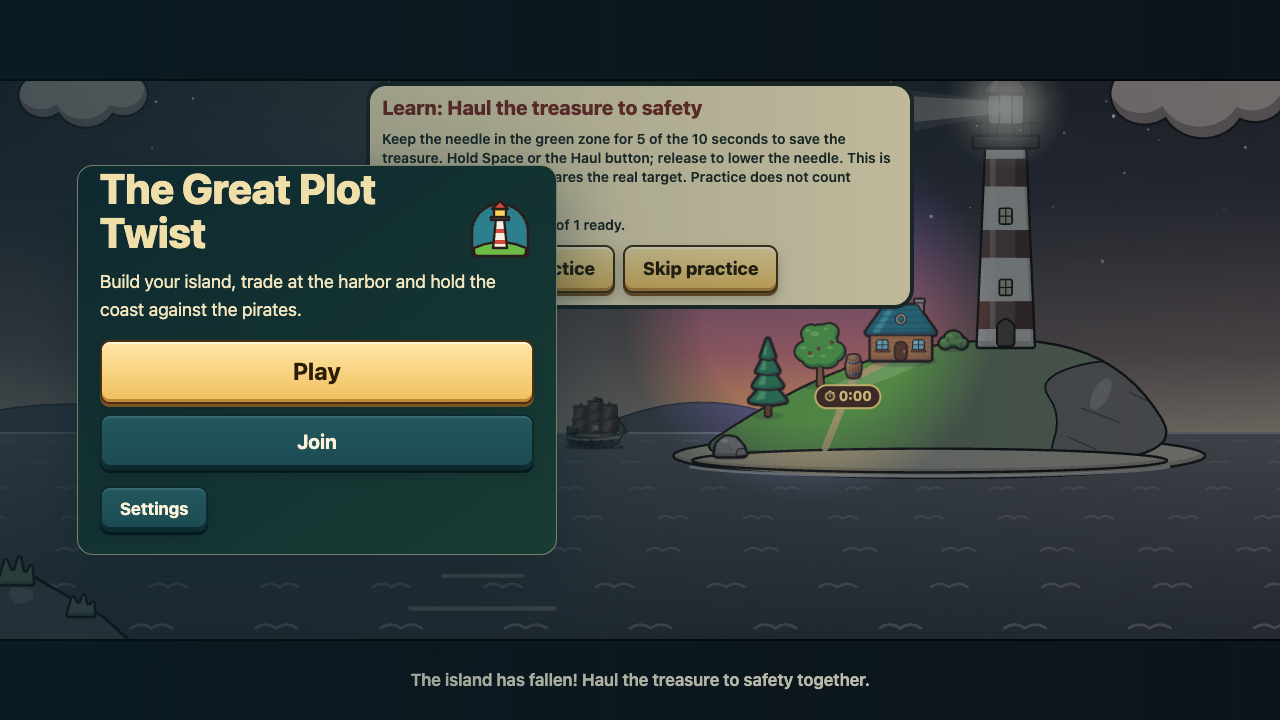 Learn: Haul the treasure to safety
Keep the needle in the green zone for 5 of the 10 seconds to save the
treasure. Hold Space or the Haul button; release to lower the needle. This is
ares the real target. Practice does not count
of 1 ready.
ctice
Skip practice
The Great Plot
Twist
Build your island, trade at the harbor and hold the
coast against the pirates.
Play
Join
Settings
0:00
The island has fallen! Haul the treasure to safety together.